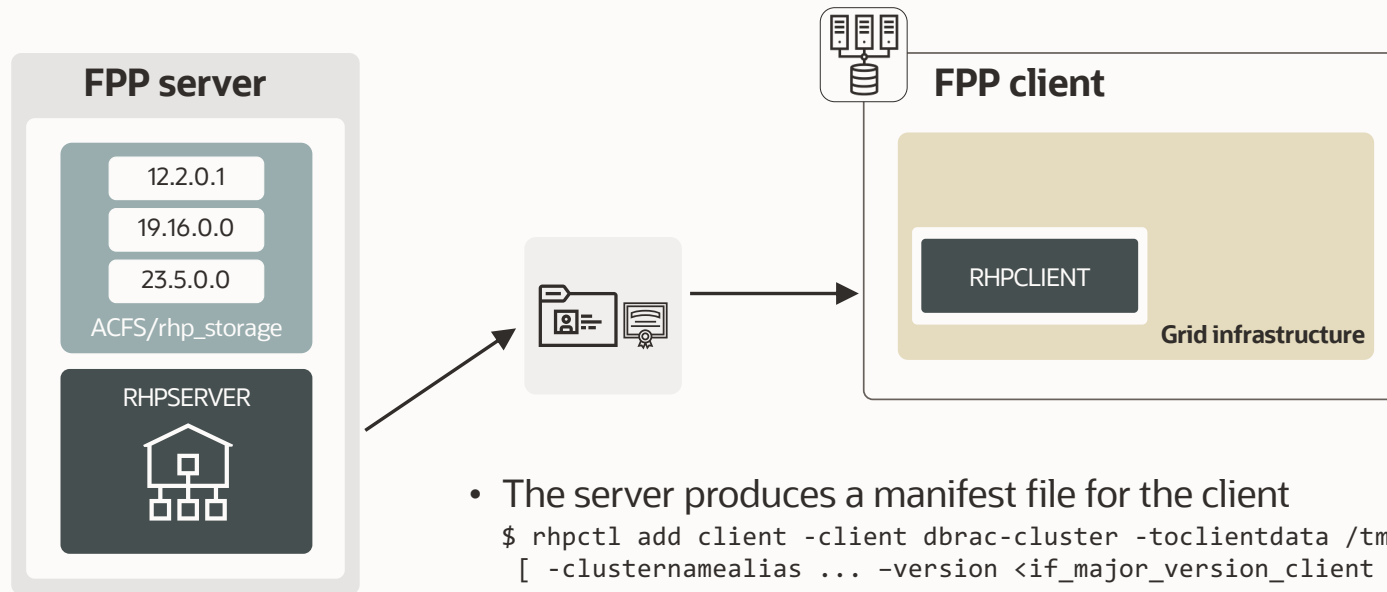 FPP server
12.2.0.1
19.16.0.0
23.5.0.0
ACFS/rhp_storage
RHPSERVER
FPP client
RHPCLIENT
Grid infrastructure
• The server produces a manifest file for the client
$ rhpctl add client -client dbrac-cluster -toclientdata /tm
[ -clusternamealias ... –version <if_major_version_client